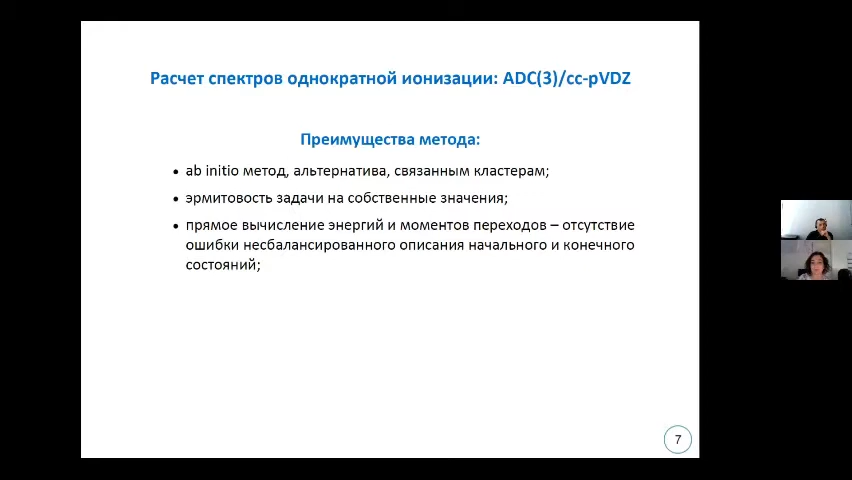 Расчет спектров однократной ионизации: ADC(3)/cc-pVDZ
Преимущества метода:
• ab initio метод, альтернатива, связанным кластерам;
• эрмитовость задачи на собственные значения;
• прямое вычисление энергий и моментов переходов – отсутствие
ошибки несбалансированного описания начального и конечного
состояний;
7